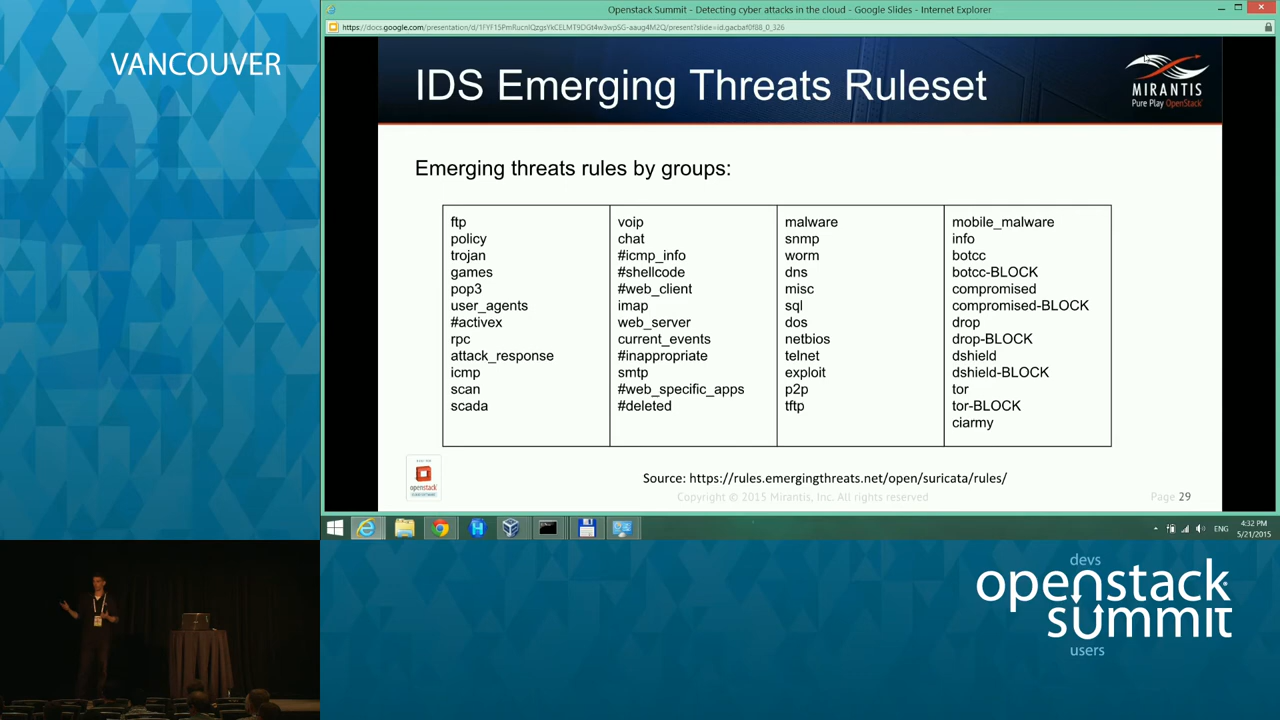 VANCOUVER
Openstack Summit - Detecting cyber attacks in the cloud - Google Slides - Internet Explorer
IDS Emerging Threats Ruleset
MIRANTIS
Pure Play OpenStack
Emerging threats rules by groups:
ftp
policy
trojan
games
pop3
user_agents
#activex
rpc
attack_response
icmp
scan
scada
voip
chat
#icmp_info
#shellcode
#web_client
imap
web_server
current_events
#inappropriate
smtp
#web_specific_apps
#deleted
malware
snmp
worm
dns
misc
sql
dos
netbios
telnet
exploit
p2p
tftp
mobile_malware
info
botcc
botcc-BLOCK
compromised
compromised-BLOCK
drop
drop-BLOCK
dshield
dshield-BLOCK
tor
tor-BLOCK
ciarmy
openstack
Source: https://rules.emergingthreats.net/open/suricata/rules/
Copyright © 2015 Mirantis, Inc. All rights reserved
Page 29
ENG
4:32 PM
5/21/2015
devs
openstack
summit
users